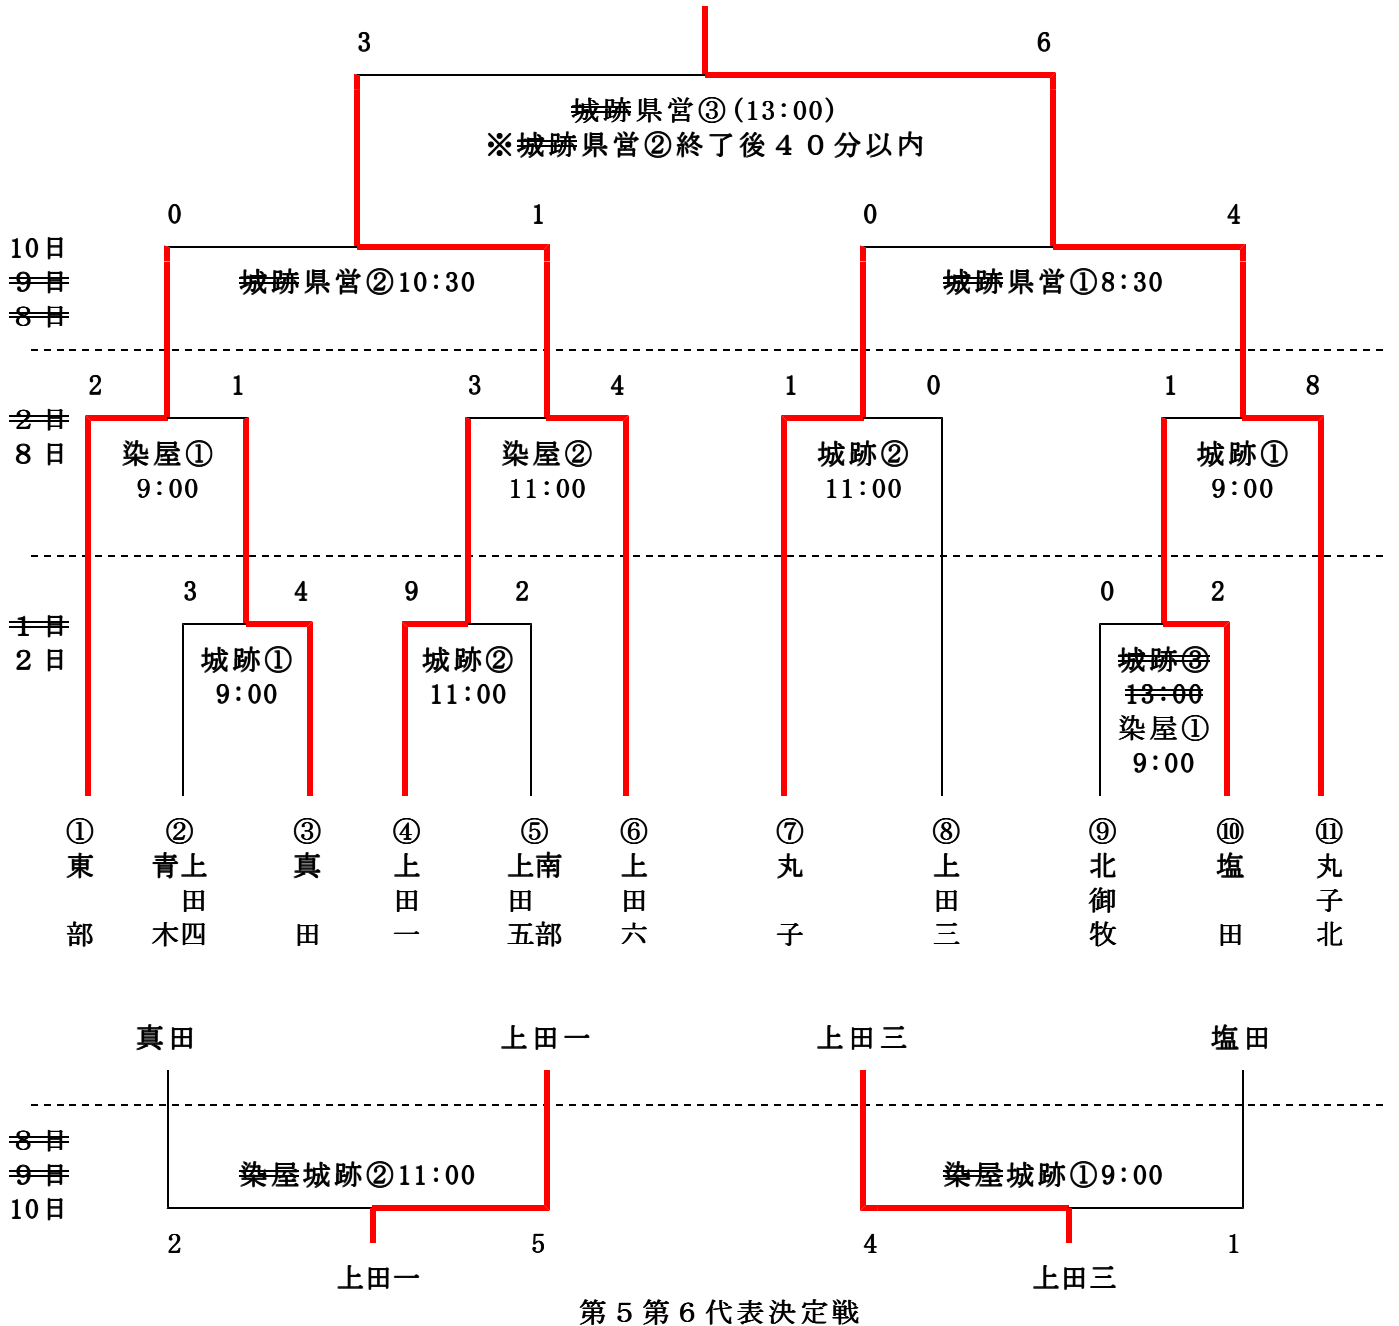 3 6
城跡県営③(13:00)
※城跡県営②終了後４０分以内
0 1 0 4
10日
9日 城跡県営②10:30 城跡県営①8:30
8日
2 1 3 4 1 0 1 8
2日
8日 染屋① 染屋② 城跡② 城跡①
9:00 11:00 11:00 9:00
3 4 9 2 0 2
1日
2日 城跡① 城跡② 城跡③
9:00 11:00 13:00
染屋①
9:00
① ② ③ ④ ⑤ ⑥ ⑦ ⑧ ⑨ ⑩ ⑪
東部
上田四
青木
真田
上田一
南部
上田五
上田六
丸子
上田三
北御牧
塩田
丸子北
真田 上田一 上田三 塩田
8日
9日 染屋城跡②11:00 染屋城跡①9:00
10日
2 5 4 1
上田一 上田三
第５第６代表決定戦